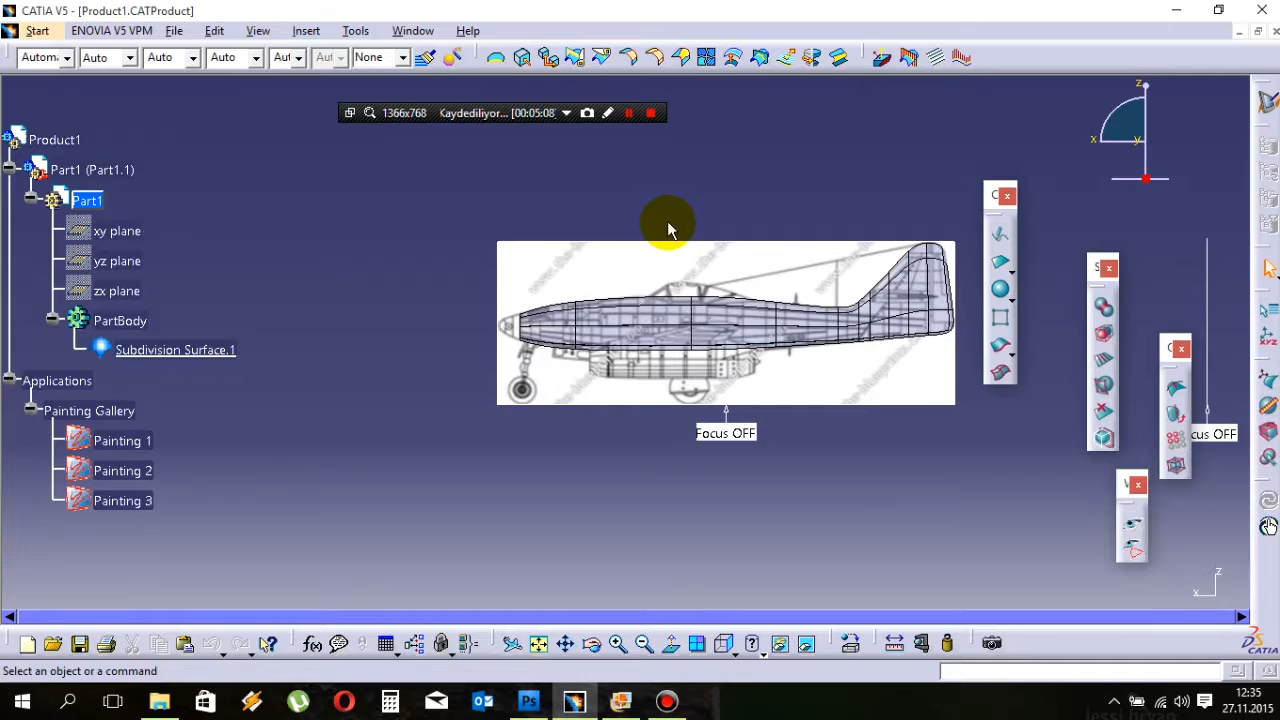 CATIA V5 - [Product1.CATProduct]
Start ENOVIA V5 VPM File Edit View Insert Tools Window Help
Autom Auto Auto Auto Aut Aut None
1366x768 Kaydediliyor... [00:05:08]
z
x
y
Product1
Part1 (Part1.1)
Part1
xy plane
yz plane
zx plane
PartBody
Subdivision Surface.1
Applications
Painting Gallery
Painting 1
Painting 2
Painting 3
Focus OFF
cus OFF
z
x
Select an object or a command
CATIA
12:35
27.11.2015